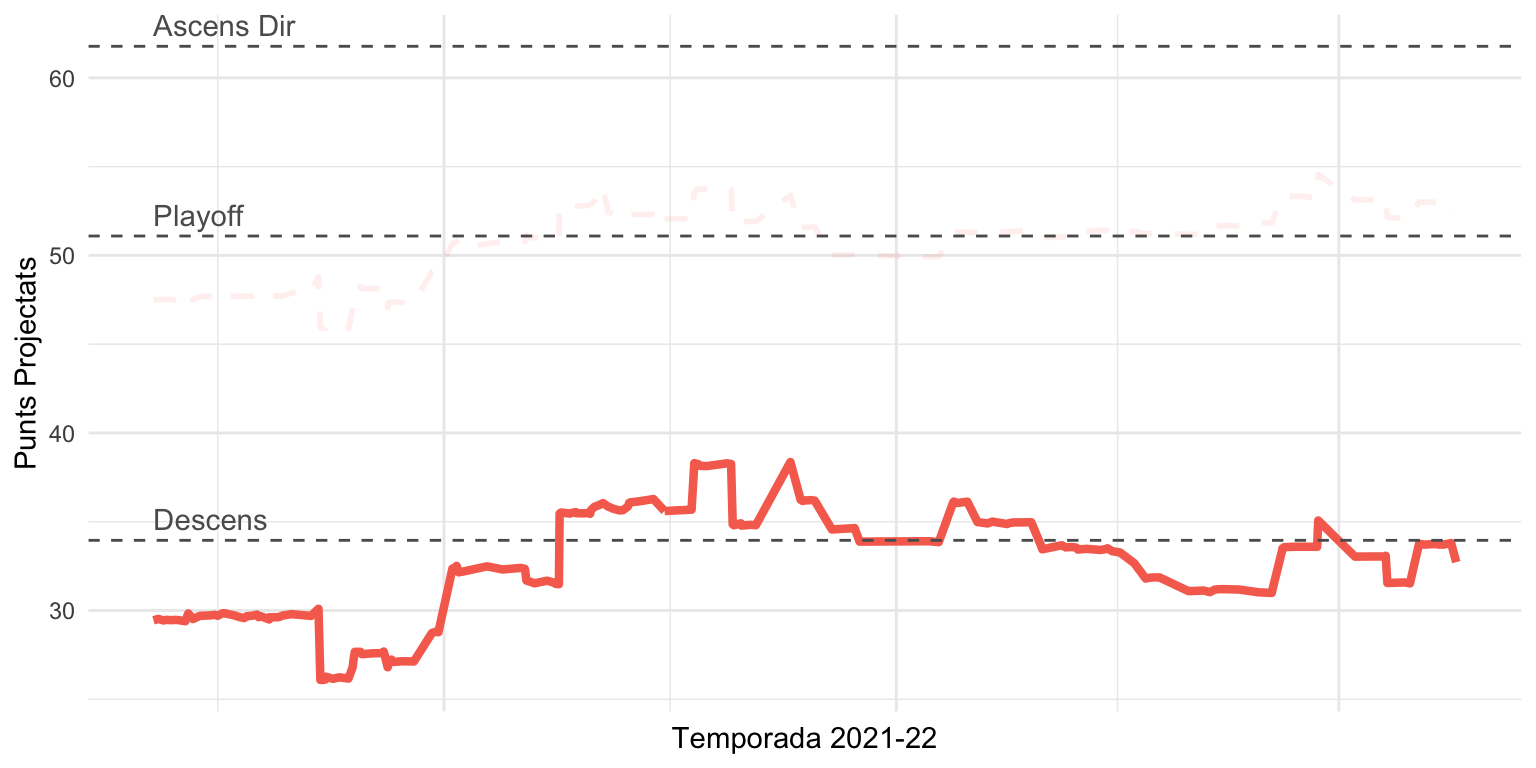 Ascens Dir
60
Playoff
50
40
Descens
30
Punts Projectats
Temporada 2021-22